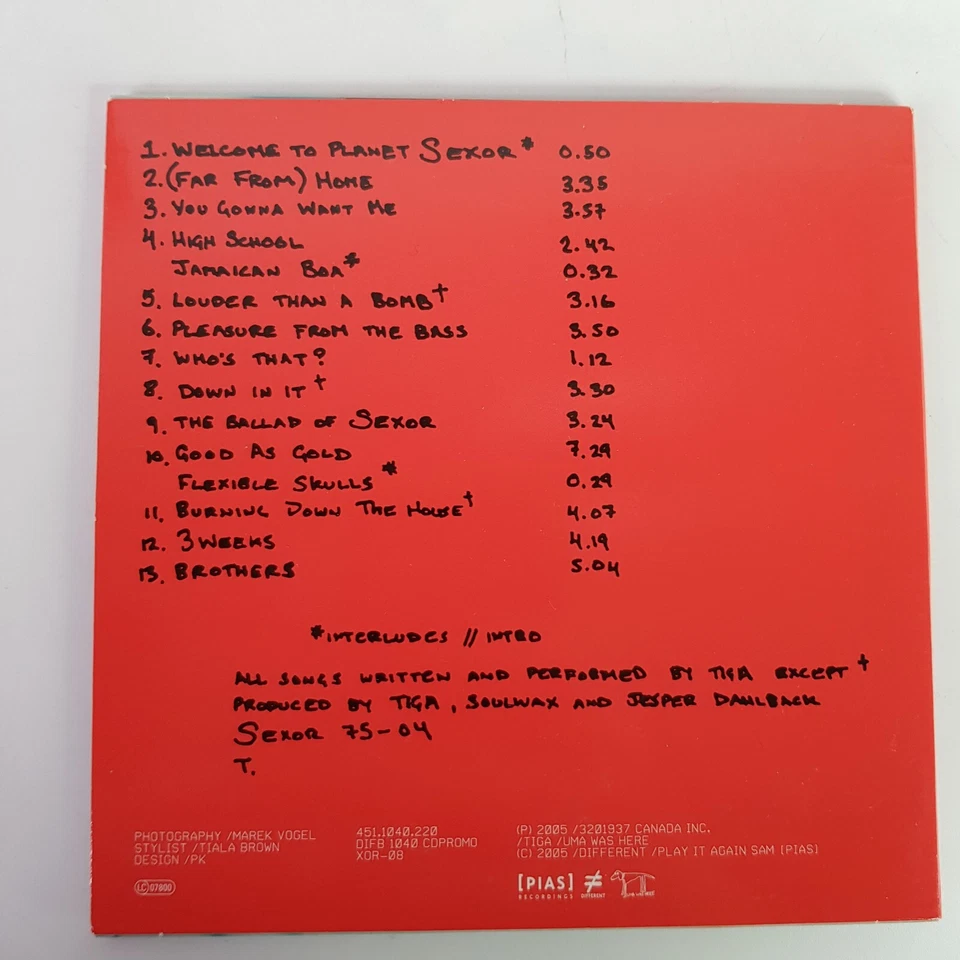 1. WELCOME TO PLANET SEXOR* 0.50
2. (FAR FROM) HOME 3.35
3. YOU GONNA WANT ME 3.57
4. HIGH SCHOOL 2.42
JAMAICAN BOA* 0.32
5. LOUDER THAN A BOMB† 3.16
6. PLEASURE FROM THE BASS 3.50
7. WHO'S THAT? 1.12
8. DOWN IN IT† 3.30
9. THE BALLAD OF SEXOR 3.24
10. GOOD AS GOLD 7.29
FLEXIBLE SKULLS* 0.29
11. BURNING DOWN THE HOUSE† 4.07
12. 3 WEEKS 4.19
13. BROTHERS 5.04
*INTERLUDES // INTRO
ALL SONGS WRITTEN AND PERFORMED BY TIGA EXCEPT†
PRODUCED BY TIGA, SOULWAX AND JESPER DAHLBACK
SEXOR 75-04
T.
PHOTOGRAPHY /MAREK VOGEL
STYLIST /TIALA BROWN
DESIGN /PK
LC 07800
451.1040.220
DIFB 1040 CDPROMO
XOR-08
(P) 2005 /3201937 CANADA INC.
/TIGA /UMA WAS HERE
(C) 2005 /DIFFERENT /PLAY IT AGAIN SAM [PIAS]
[PIAS]
RECORDINGS
≠
DIFFERENT